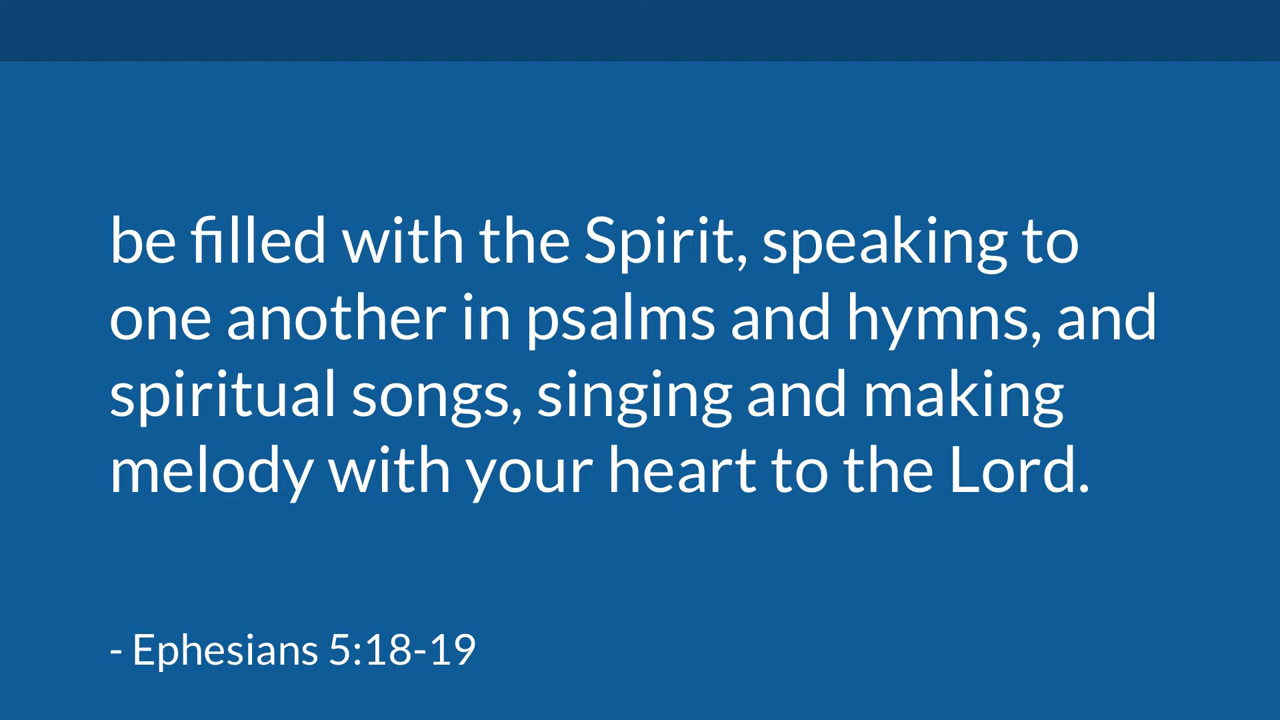 be filled with the Spirit, speaking to
one another in psalms and hymns, and
spiritual songs, singing and making
melody with your heart to the Lord.
- Ephesians 5:18-19